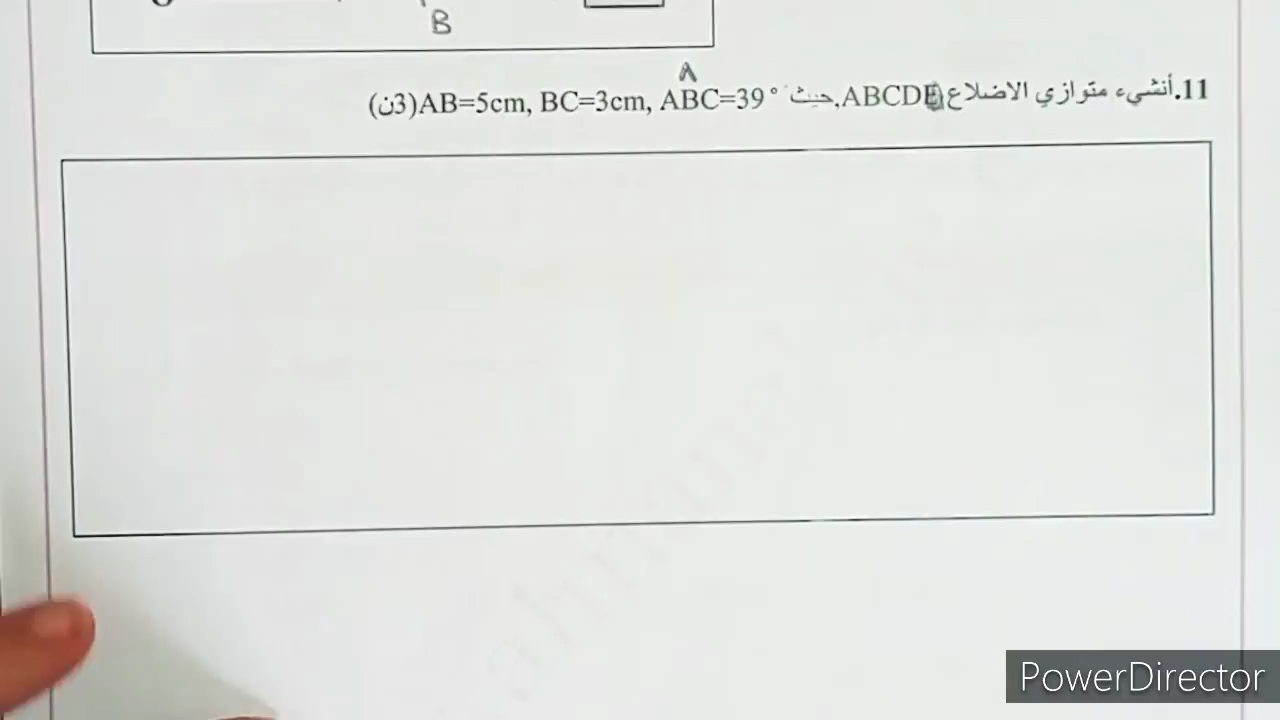 B
11.أنشيء متوازي الاضلاع ABCDE,حيث AB=5cm, BC=3cm, ABC=39°(3ن)
PowerDirector